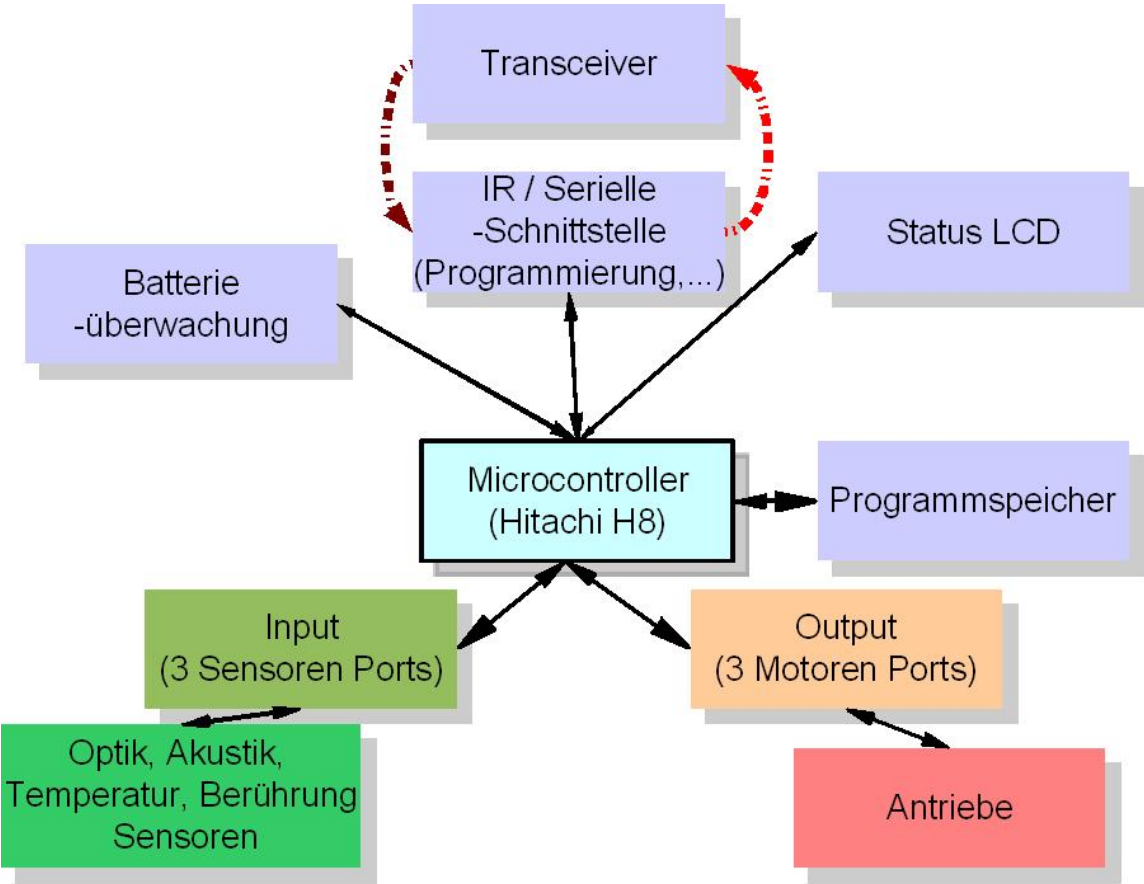 Transceiver
IR / Serielle
-Schnittstelle
(Programmierung,...)
Status LCD
Batterie
-überwachung
Microcontroller
(Hitachi H8)
Programmspeicher
Input
(3 Sensoren Ports)
Output
(3 Motoren Ports)
Optik, Akustik,
Temperatur, Berührung
Sensoren
Antriebe